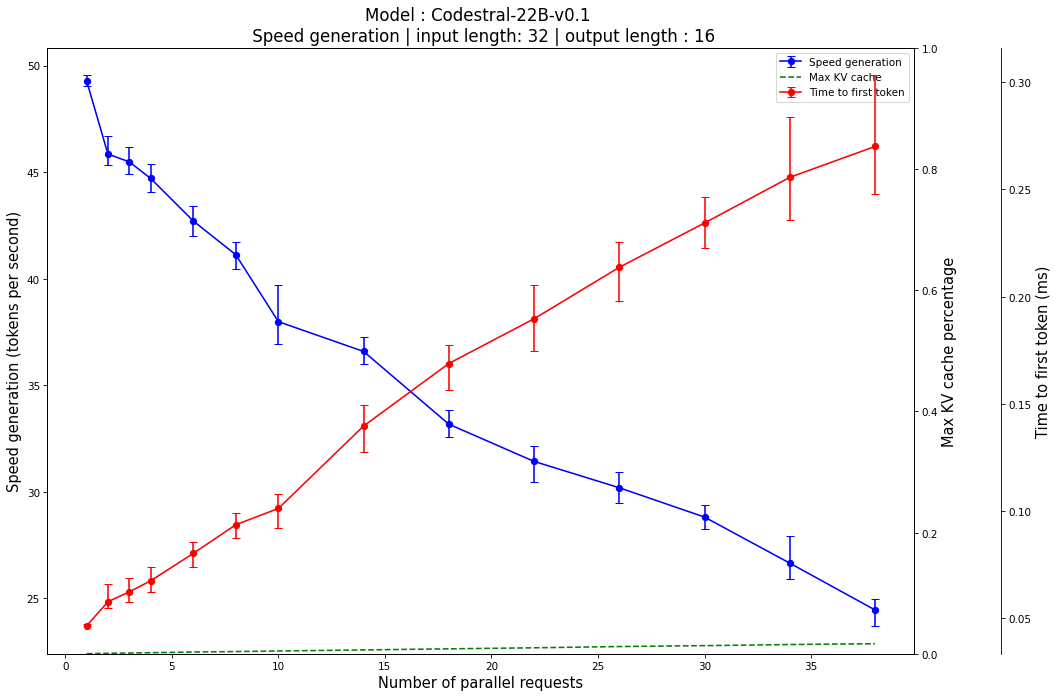 Model : Codestral-22B-v0.1
Speed generation | input length: 32 | output length : 16
Speed generation
Max KV cache
Time to first token
Speed generation (tokens per second)
50
45
40
35
30
25
0
5
10
15
20
25
30
35
Number of parallel requests
1.0
0.8
0.6
0.4
0.2
0.0
Max KV cache percentage
0.30
0.25
0.20
0.15
0.10
0.05
Time to first token (ms)